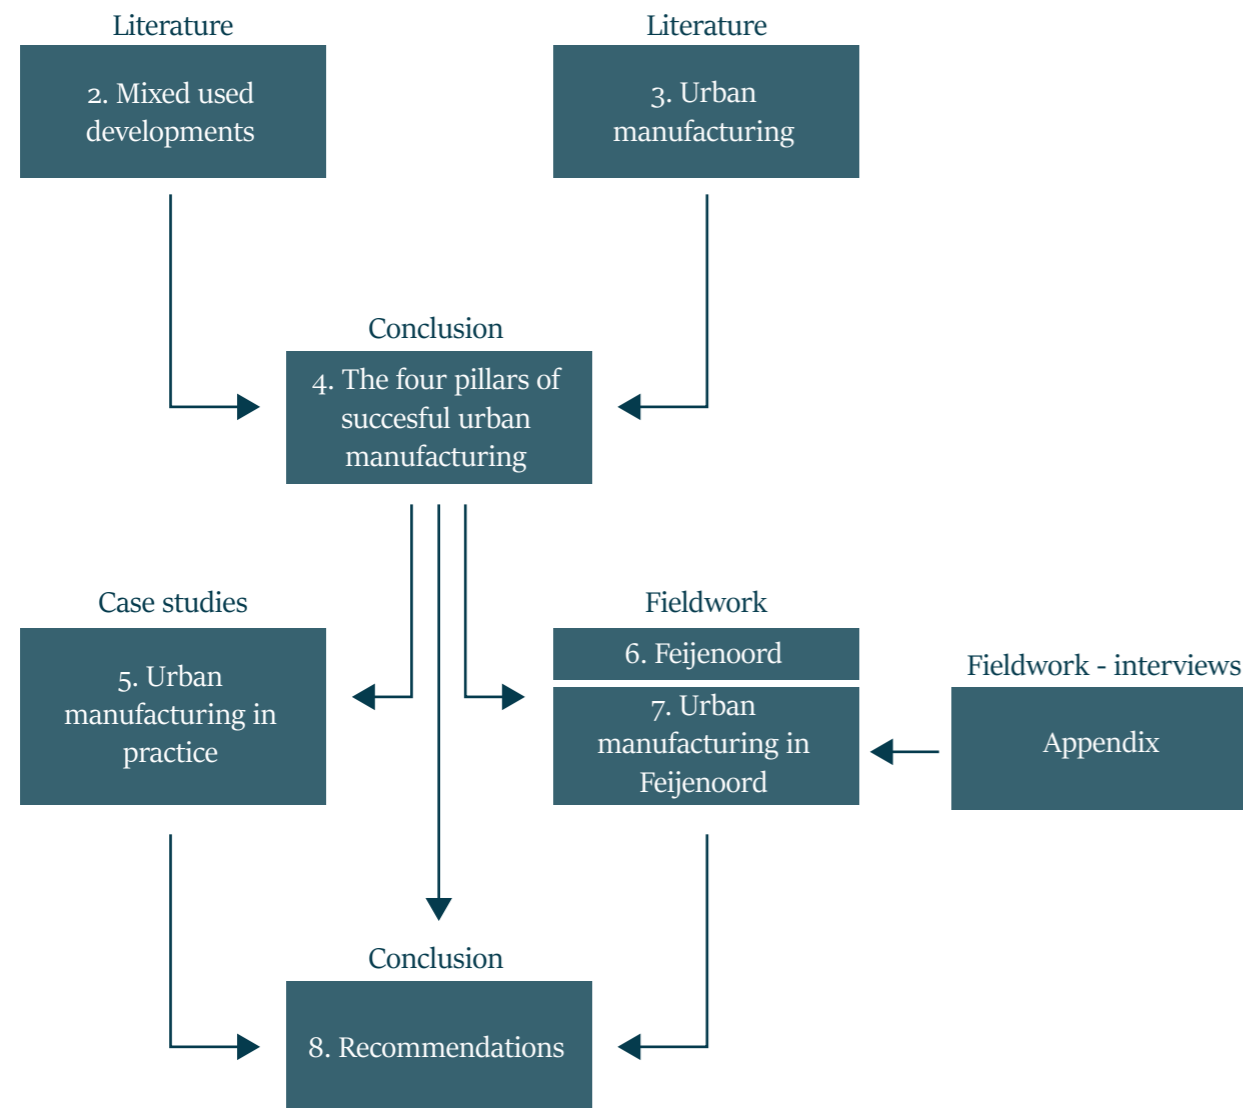 Literature
2. Mixed used
developments
Literature
3. Urban
manufacturing
Conclusion
4. The four pillars of
succesful urban
manufacturing
Case studies
5. Urban
manufacturing in
practice
Fieldwork
6. Feijenoord
7. Urban
manufacturing in
Feijenoord
Fieldwork - interviews
Appendix
Conclusion
8. Recommendations